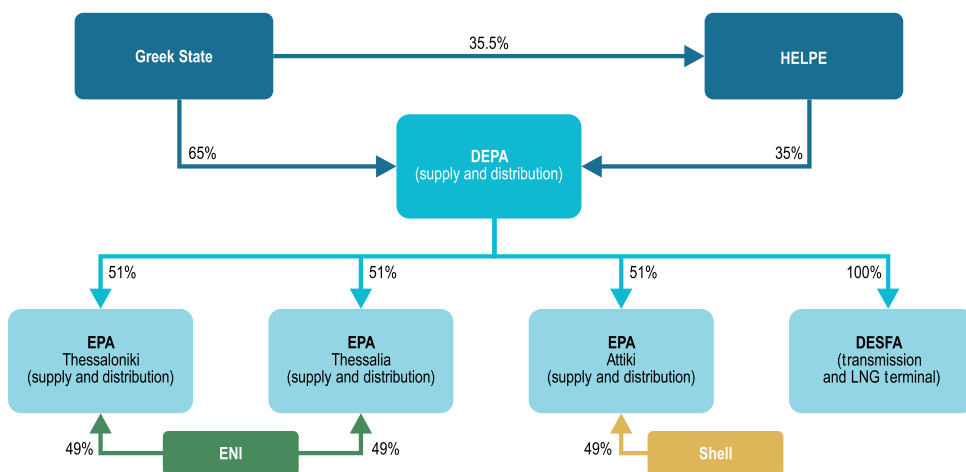 35.5%
Greek State
HELPE
65%
DEPA
(supply and distribution)
35%
51%
51%
51%
100%
EPA
Thessaloniki
(supply and distribution)
EPA
Thessalia
(supply and distribution)
EPA
Attiki
(supply and distribution)
DESFA
(transmission
and LNG terminal)
49%
ENI
49%
49%
Shell